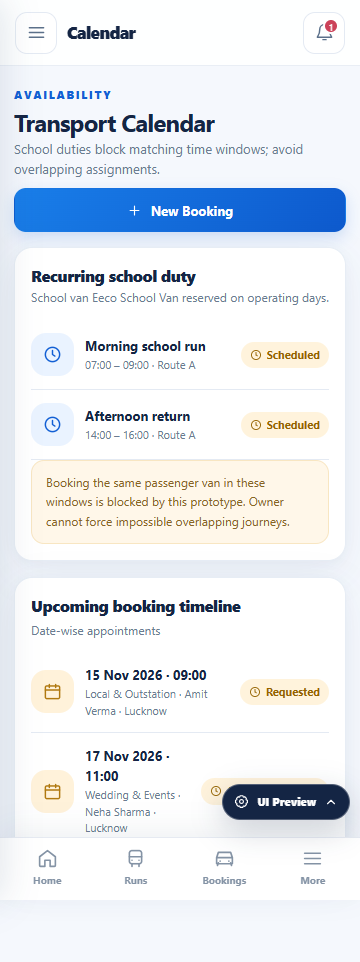 Calendar
1
AVAILABILITY
Transport Calendar
School duties block matching time windows; avoid
overlapping assignments.
+ New Booking
Recurring school duty
School van Eeco School Van reserved on operating days.
Morning school run
07:00 – 09:00 · Route A
Scheduled
Afternoon return
14:00 – 16:00 · Route A
Scheduled
Booking the same passenger van in these
windows is blocked by this prototype. Owner
cannot force impossible overlapping journeys.
Upcoming booking timeline
Date-wise appointments
15 Nov 2026 · 09:00
Local & Outstation · Amit
Verma · Lucknow
Requested
17 Nov 2026 ·
11:00
Wedding & Events ·
Neha Sharma ·
Lucknow
UI Preview
Home
Runs
Bookings
More